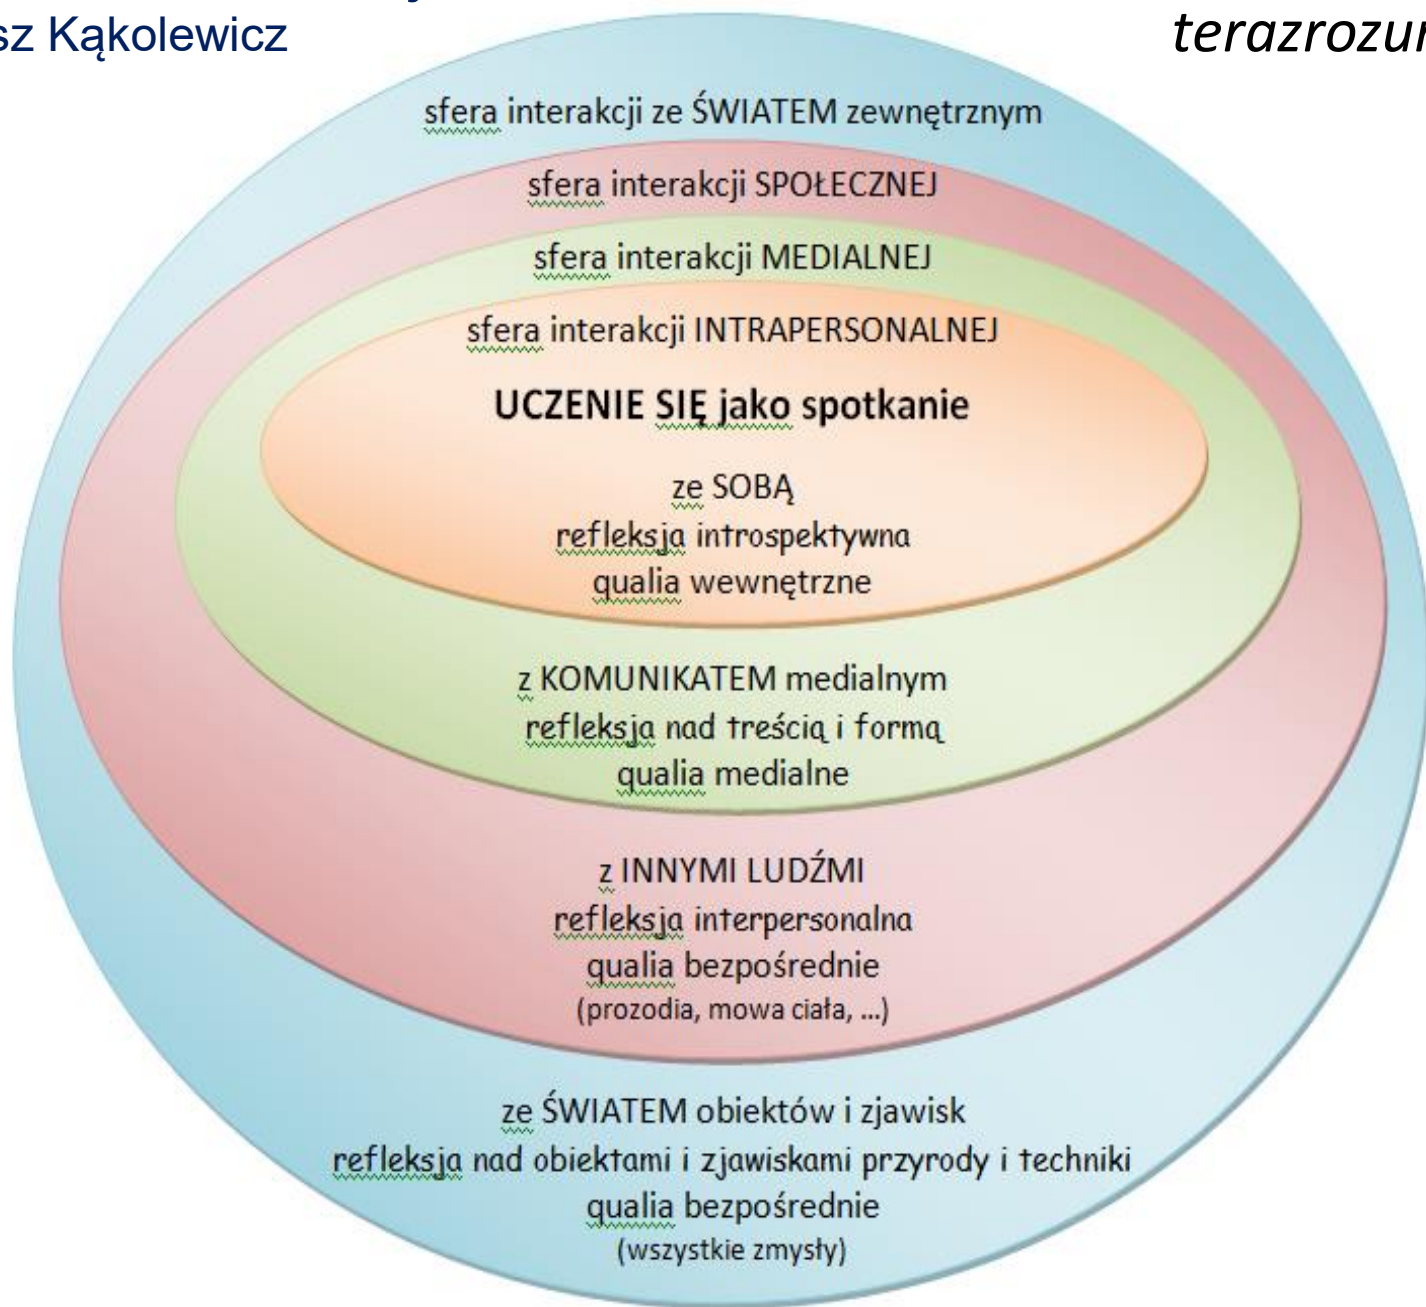 sz Kąkolewicz
terazrozu
sfera interakcji ze ŚWIATEM zewnętrznym
sfera interakcji SPOŁECZNEJ
sfera interakcji MEDIALNEJ
sfera interakcji INTRAPERSONALNEJ
UCZENIE SIĘ jako spotkanie
ze SOBĄ
refleksja introspektywna
qualia wewnętrzne
z KOMUNIKATEM medialnym
refleksja nad treścią i formą
qualia medialne
z INNYMI LUDŹMI
refleksja interpersonalna
qualia bezpośrednie
(prozodia, mowa ciała, ...)
ze ŚWIATEM obiektów i zjawisk
refleksja nad obiektami i zjawiskami przyrody i techniki
qualia bezpośrednie
(wszystkie zmysły)